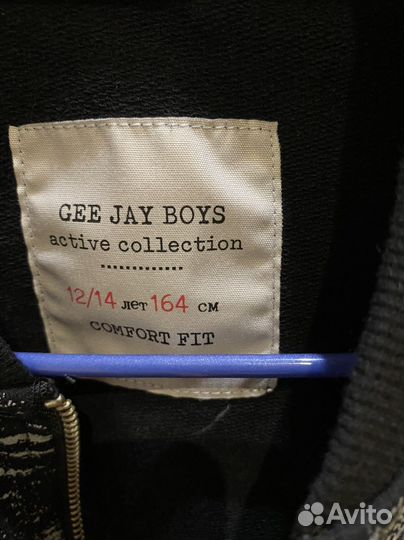 GEE JAY BOYS
active collection
12/14 лет 164 см
COMFORT FIT
Avito